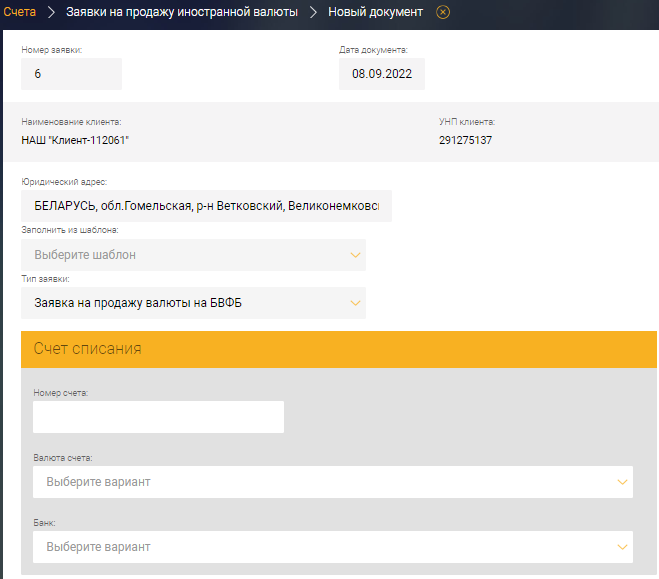 Счета Заявки на продажу иностранной валюты Новый документ
Номер заявки: Дата документа:
6 08.09.2022
Наименование клиента: УНП клиента:
НАШ "Клиент-112061" 291275137
Юридический адрес:
БЕЛАРУСЬ, обл.Гомельская, р-н Ветковский, Великонемковс
Заполнить из шаблона:
Выберите шаблон
Тип заявки:
Заявка на продажу валюты на БВФБ
Счет списания
Номер счета:
Валюта счета:
Выберите вариант
Банк:
Выберите вариант